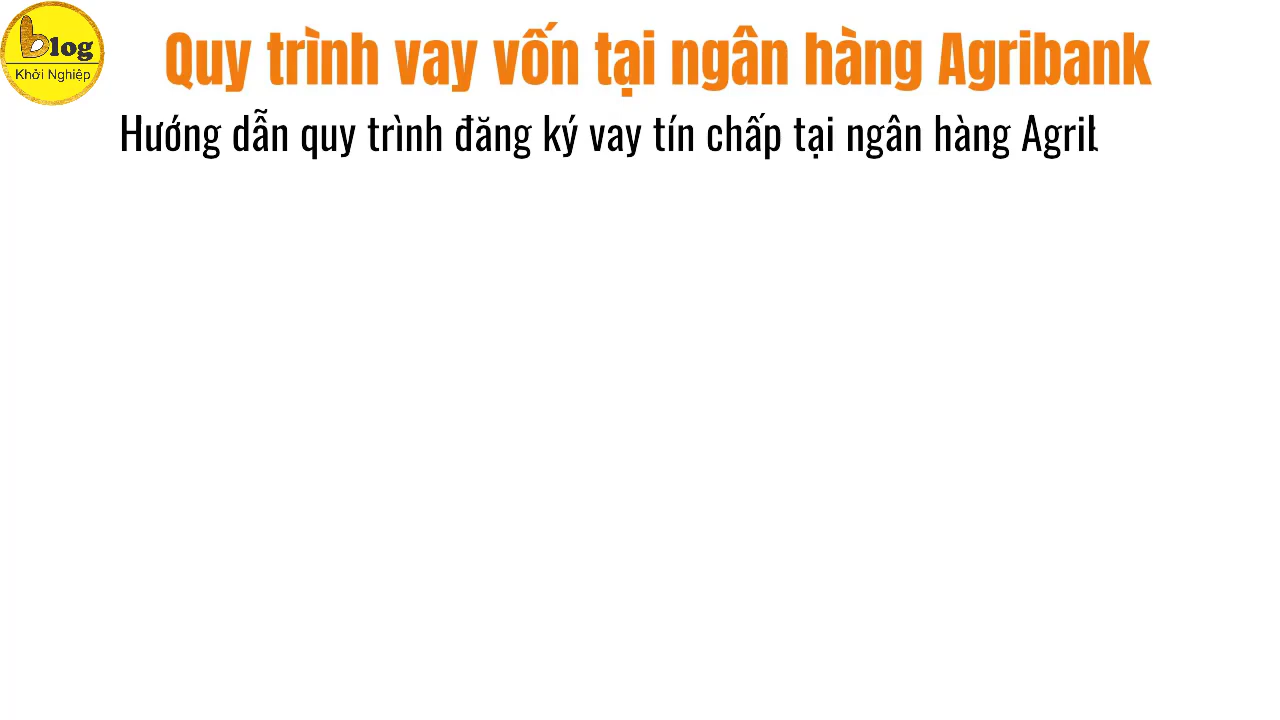 blog
Khởi Nghiệp
Quy trình vay vốn tại ngân hàng Agribank
Hướng dẫn quy trình đăng ký vay tín chấp tại ngân hàng